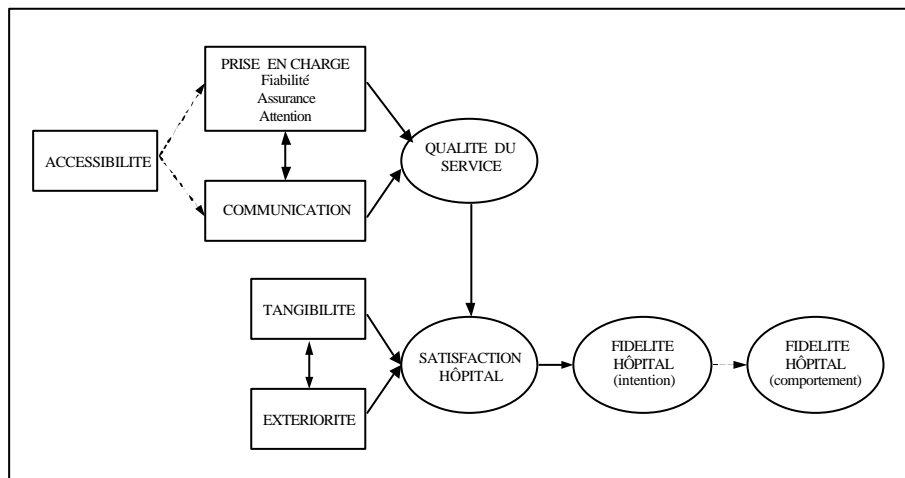 PRISE EN CHARGE
Fiabilité
Assurance
Attention
ACCESSIBILITE
QUALITE DU
SERVICE
COMMUNICATION
TANGIBILITE
SATISFACTION
HÔPITAL
FIDELITE
HÔPITAL
(intention)
FIDELITE
HÔPITAL
(comportement)
EXTERIORITE